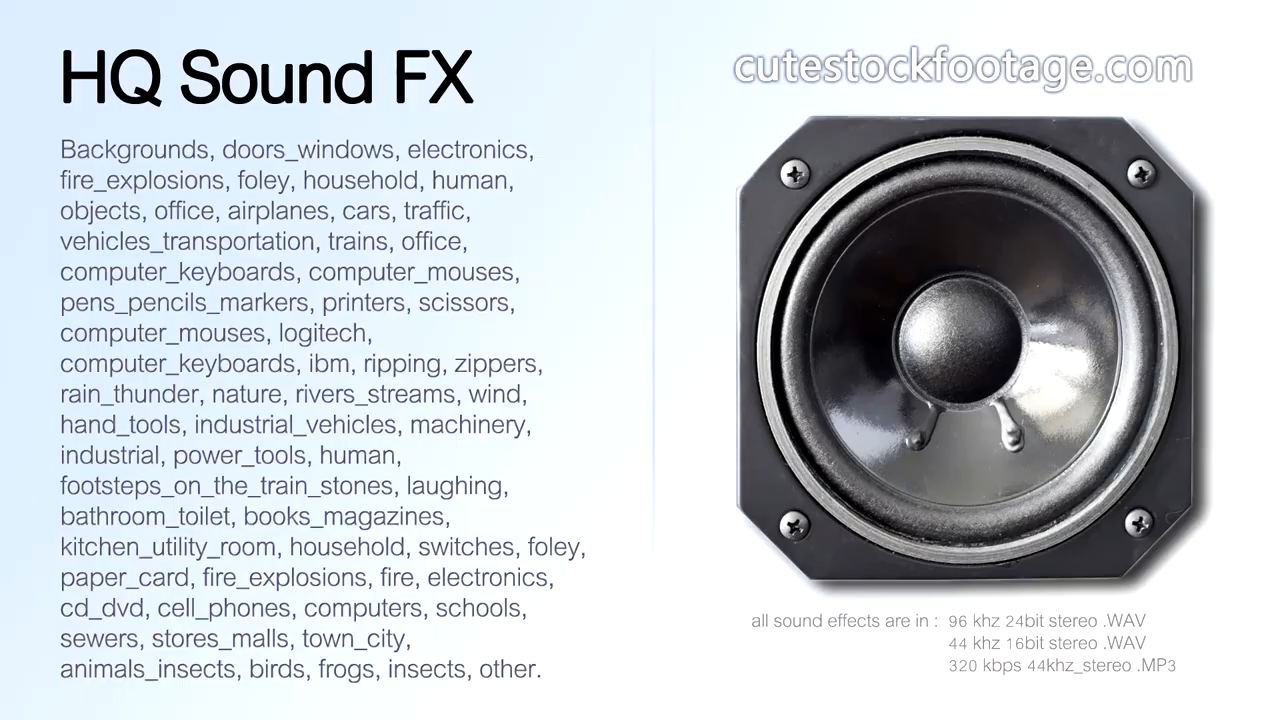 HQ Sound FX
Backgrounds, doors_windows, electronics,
fire_explosions, foley, household, human,
objects, office, airplanes, cars, traffic,
vehicles_transportation, trains, office,
computer_keyboards, computer_mouses,
pens_pencils_markers, printers, scissors,
computer_mouses, logitech,
computer_keyboards, ibm, ripping, zippers,
rain_thunder, nature, rivers_streams, wind,
hand_tools, industrial_vehicles, machinery,
industrial, power_tools, human,
footsteps_on_the_train_stones, laughing,
bathroom_toilet, books_magazines,
kitchen_utility_room, household, switches, foley,
paper_card, fire_explosions, fire, electronics,
cd_dvd, cell_phones, computers, schools,
sewers, stores_malls, town_city,
animals_insects, birds, frogs, insects, other.
cutestockfootage.com
all sound effects are in : 96 khz 24bit stereo .WAV
44 khz 16bit stereo .WAV
320 kbps 44khz_stereo .MP3